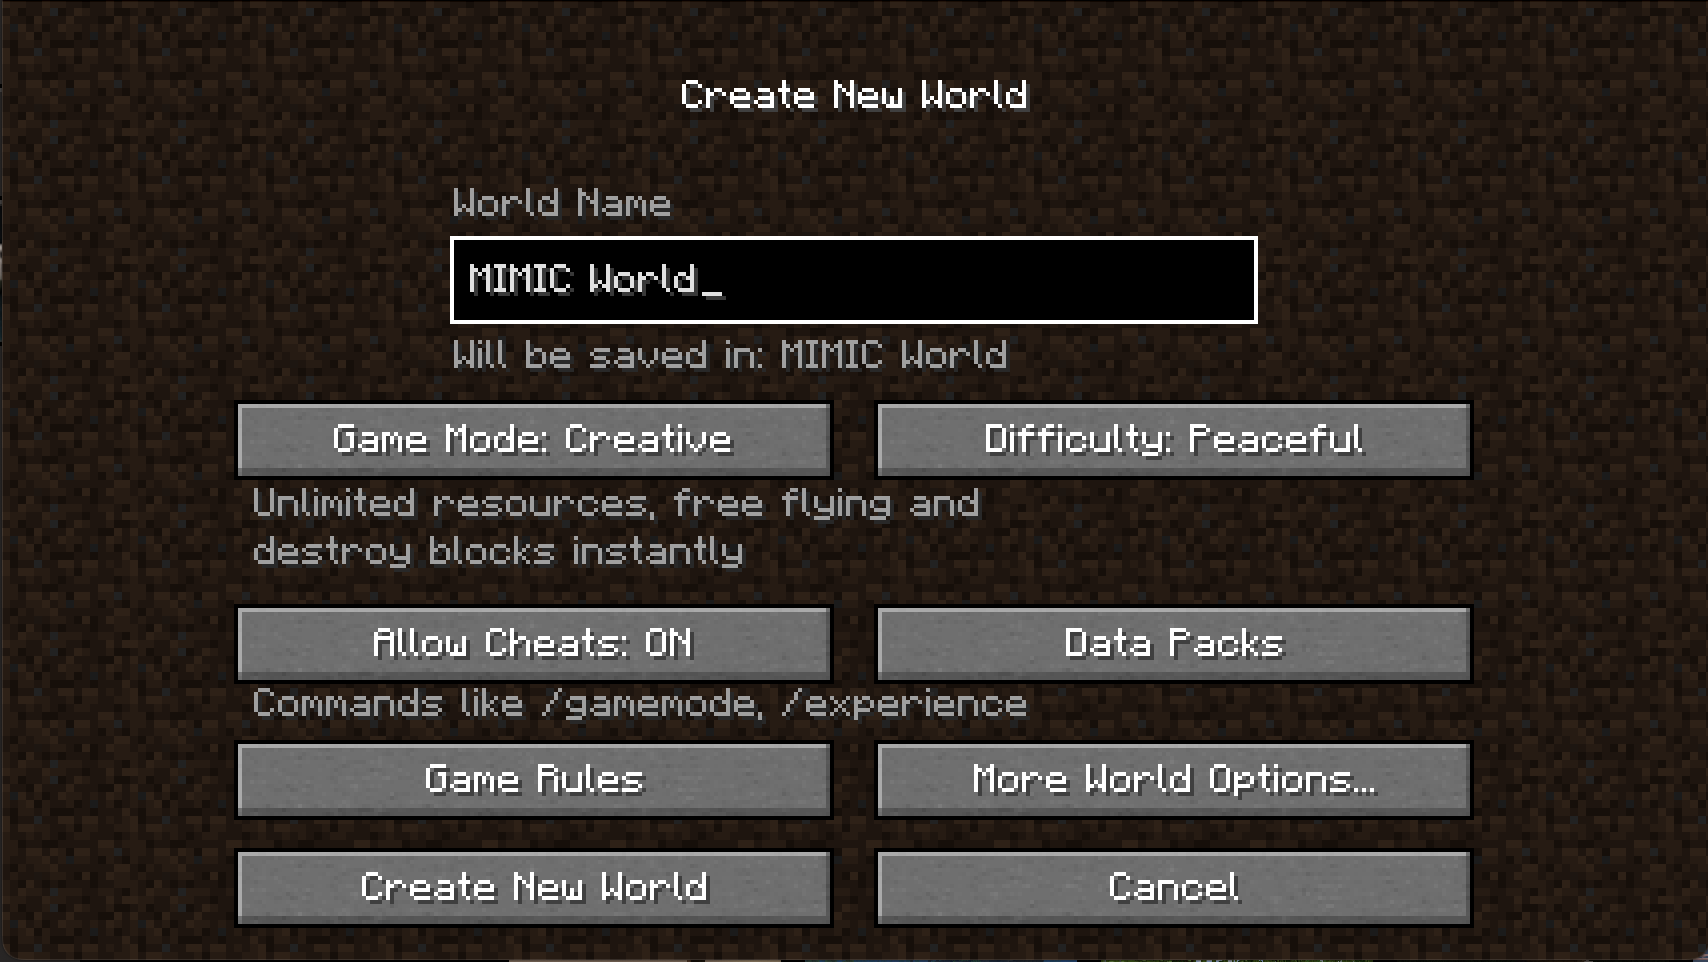 Create New World
World Name
MIMIC World_
Will be saved in: MIMIC World
Game Mode: Creative
Difficulty: Peaceful
Unlimited resources, free flying and
destroy blocks instantly
Allow Cheats: ON
Data Packs
Commands like /gamemode, /experience
Game Rules
More World Options...
Create New World
Cancel